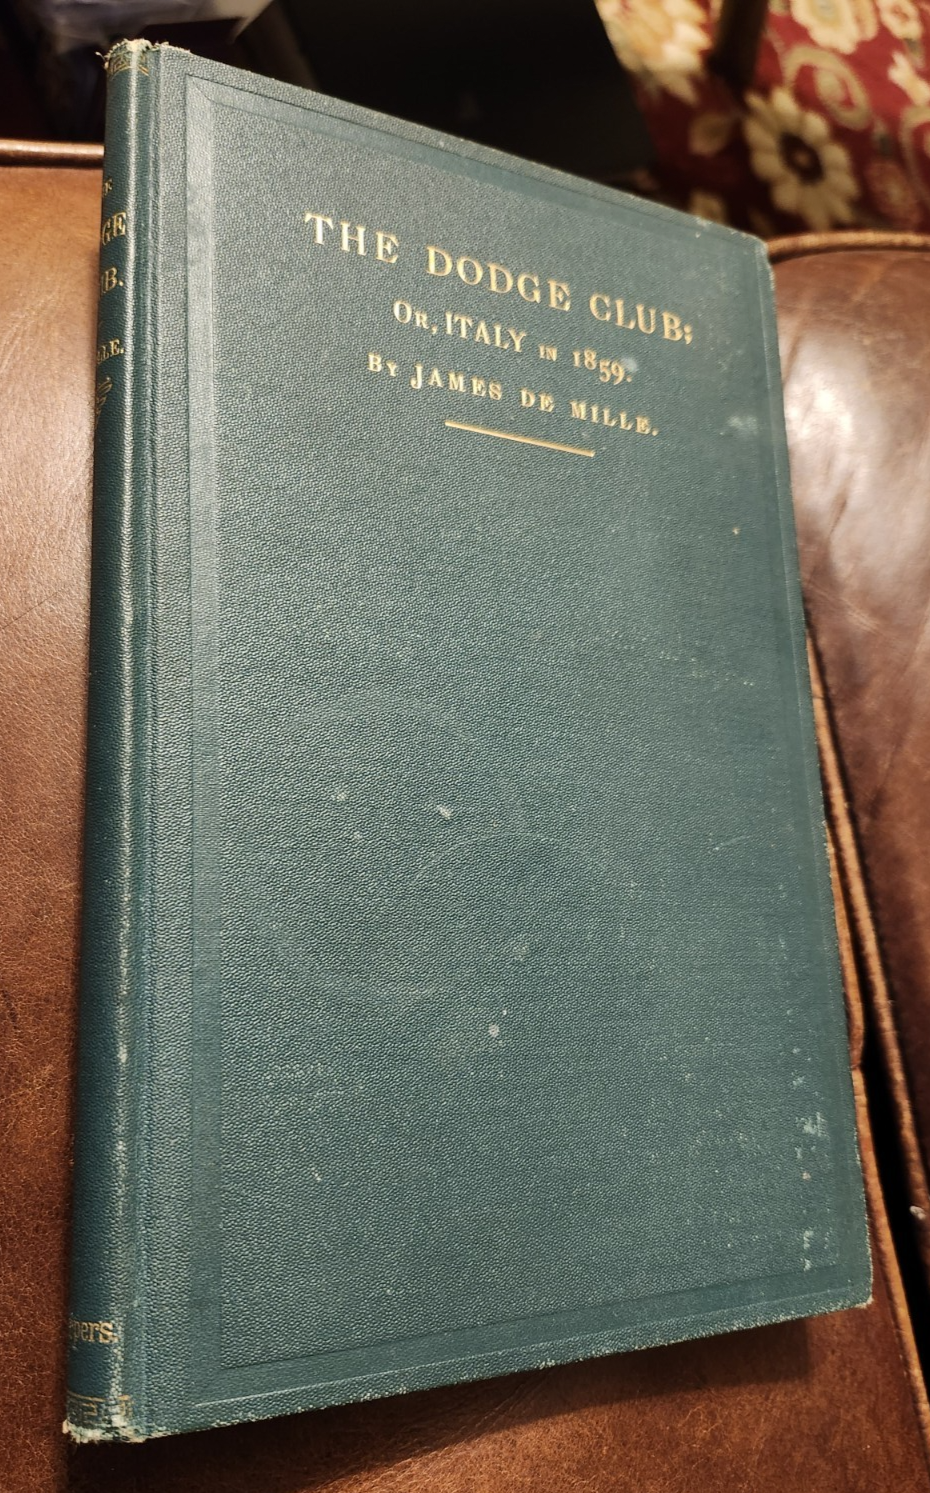 THE DODGE CLUB;
OR, ITALY IN 1859.
BY JAMES DE MILLE.